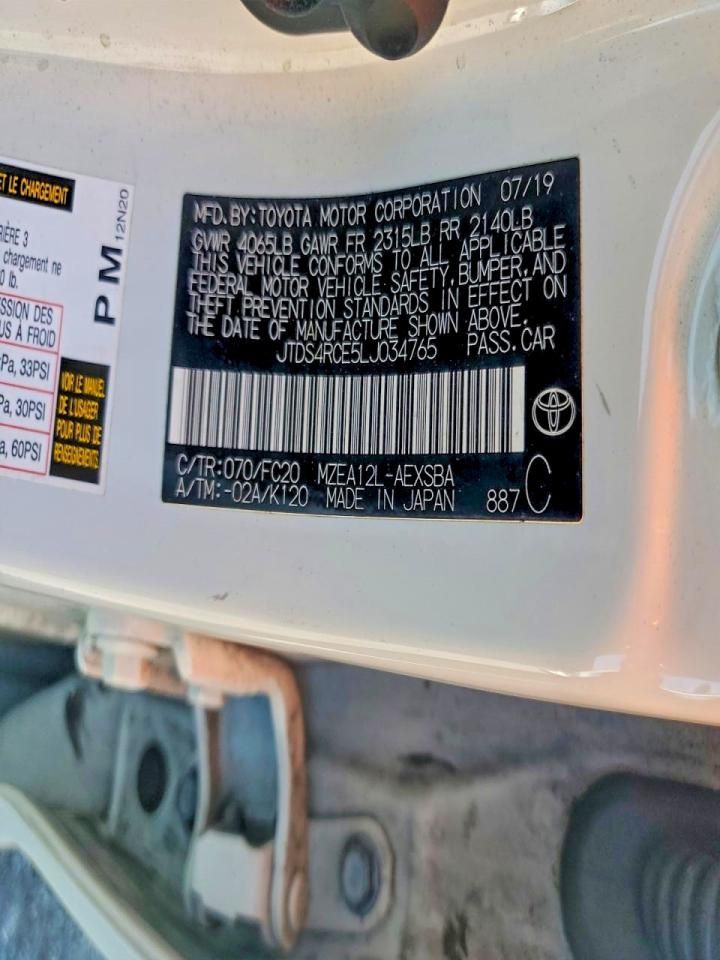 ET LE CHARGEMENT
IÈRE 3
chargement ne
0 lb.
SSION DES
US À FROID
Pa, 33PSI
Pa, 30PSI
a, 60PSI
VOIR LE MANUEL
DE L'USAGER
POUR PLUS DE
RENSEIGNEMENTS
PM
12N20
MFD. BY: TOYOTA MOTOR CORPORATION 07/19
GVWR 4065LB GAWR FR 2315LB RR 2140LB
THIS VEHICLE CONFORMS TO ALL APPLICABLE
FEDERAL MOTOR VEHICLE SAFETY, BUMPER, AND
THEFT PREVENTION STANDARDS IN EFFECT ON
THE DATE OF MANUFACTURE SHOWN ABOVE.
JTDS4RCE5LJ034765 PASS.CAR
C/TR:070/FC20 MZEA12L-AEXSBA
A/TM:-02A/K120 MADE IN JAPAN 887 C